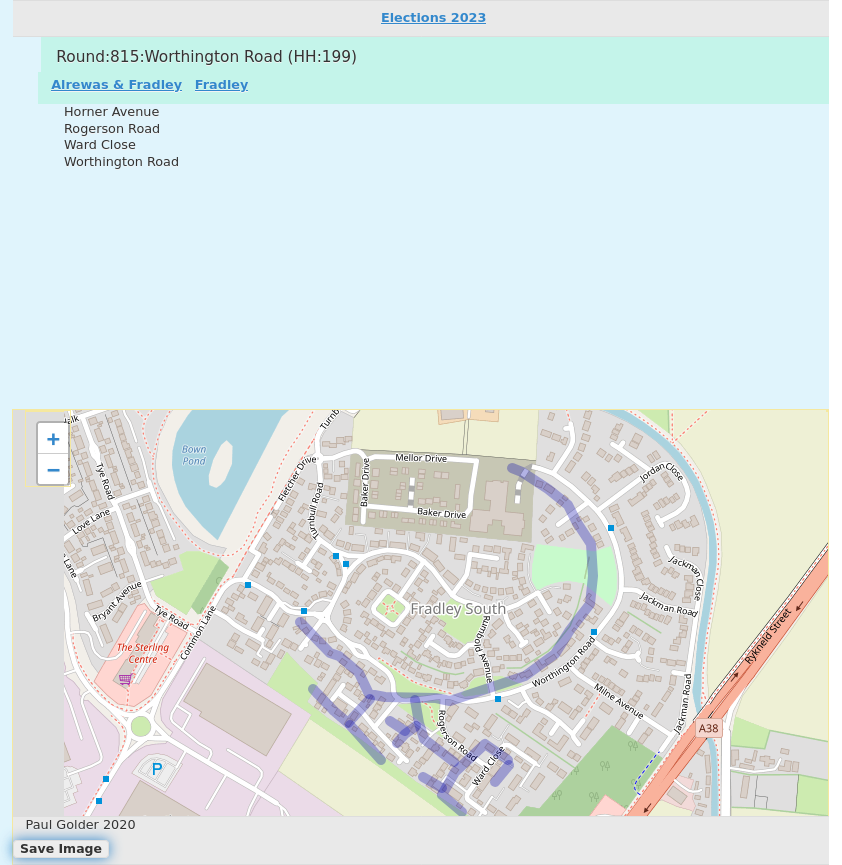 Elections 2023
Round:815:Worthington Road (HH:199)
Alrewas & Fradley Fradley
Horner Avenue
Rogerson Road
Ward Close
Worthington Road
+
−
Bown
Pond
Tye Road
Love Lane
Lane
Bryant Avenue
Tye Road
Common Lane
The Sterling
Centre
P
Fletcher Drive
Turnbull Road
Turnb
Mellor Drive
Baker Drive
Baker Drive
Fradley South
Rumbold Avenue
Worthington Road
Rogerson Road
Ward Close
Milne Avenue
Jordan Close
Jackman Close
Jackman Road
Jackman Road
Rykneld Street
A38
Paul Golder 2020
Save Image